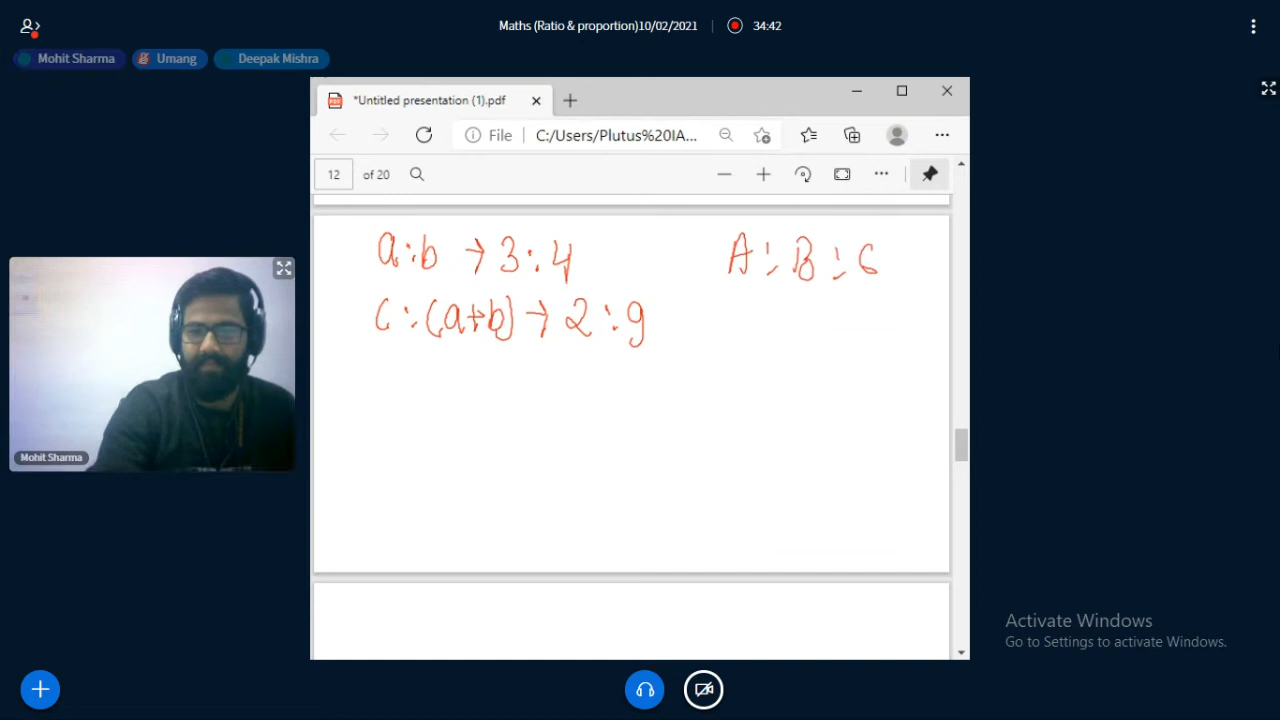 Maths (Ratio & proportion)10/02/2021 34:42
Mohit Sharma Umang Deepak Mishra
*Untitled presentation (1).pdf
File C:/Users/Plutus%20IA...
12 of 20
a:b → 3:4 A:B:C
C:(a+b) → 2:9
Mohit Sharma
Activate Windows
Go to Settings to activate Windows.